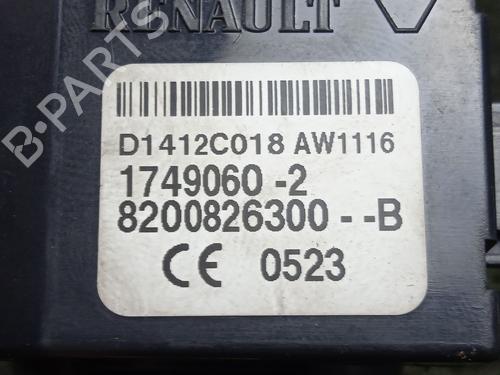 RENAULT
D1412C018 AW1116
1749060 -2
8200826300 - -B
CE 0523
B-PARTS